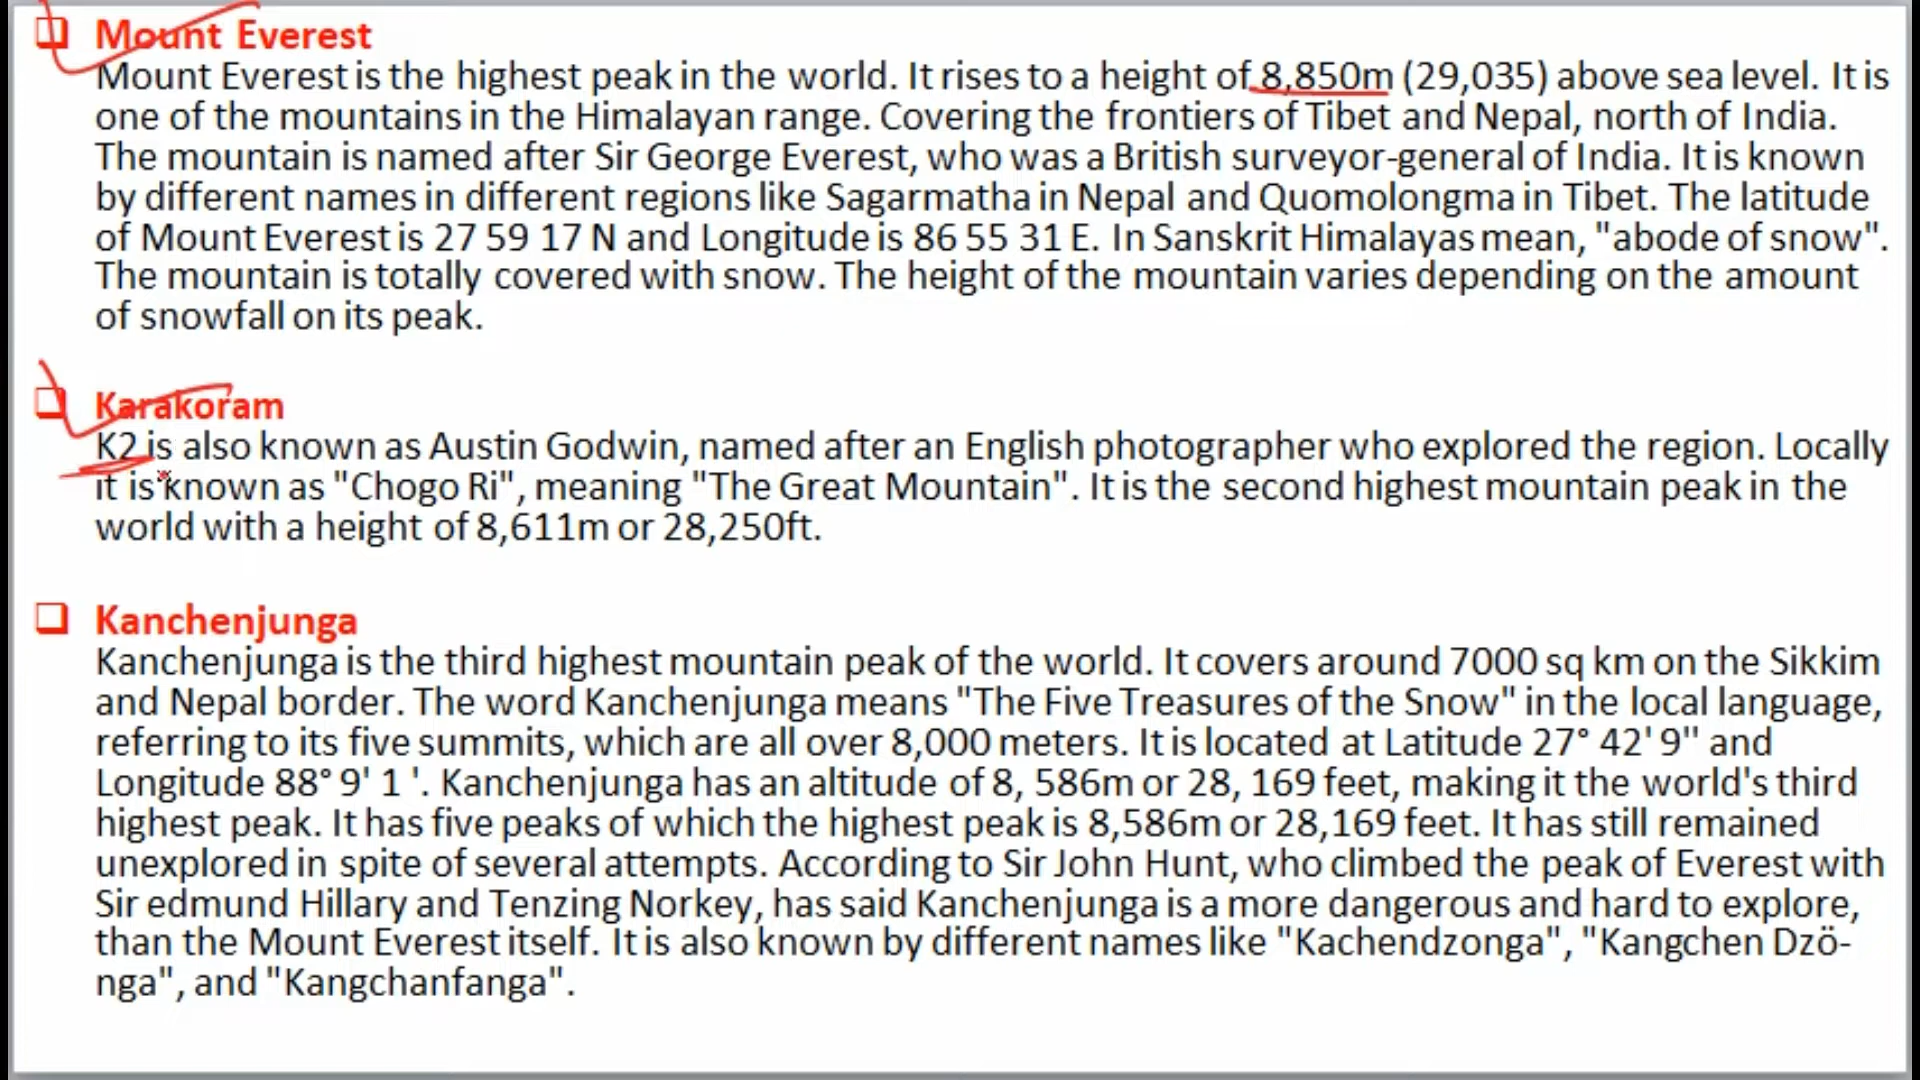 Mount Everest
Mount Everest is the highest peak in the world. It rises to a height of 8,850m (29,035) above sea level. It is
one of the mountains in the Himalayan range. Covering the frontiers of Tibet and Nepal, north of India.
The mountain is named after Sir George Everest, who was a British surveyor-general of India. It is known
by different names in different regions like Sagarmatha in Nepal and Quomolongma in Tibet. The latitude
of Mount Everest is 27 59 17 N and Longitude is 86 55 31 E. In Sanskrit Himalayas mean, "abode of snow".
The mountain is totally covered with snow. The height of the mountain varies depending on the amount
of snowfall on its peak.
Karakoram
K2 is also known as Austin Godwin, named after an English photographer who explored the region. Locally
it is known as "Chogo Ri", meaning "The Great Mountain". It is the second highest mountain peak in the
world with a height of 8,611m or 28,250ft.
Kanchenjunga
Kanchenjunga is the third highest mountain peak of the world. It covers around 7000 sq km on the Sikkim
and Nepal border. The word Kanchenjunga means "The Five Treasures of the Snow" in the local language,
referring to its five summits, which are all over 8,000 meters. It is located at Latitude 27° 42' 9" and
Longitude 88° 9' 1 '. Kanchenjunga has an altitude of 8, 586m or 28, 169 feet, making it the world's third
highest peak. It has five peaks of which the highest peak is 8,586m or 28,169 feet. It has still remained
unexplored in spite of several attempts. According to Sir John Hunt, who climbed the peak of Everest with
Sir edmund Hillary and Tenzing Norkey, has said Kanchenjunga is a more dangerous and hard to explore,
than the Mount Everest itself. It is also known by different names like "Kachendzonga", "Kangchen Dzö-
nga", and "Kangchanfanga".